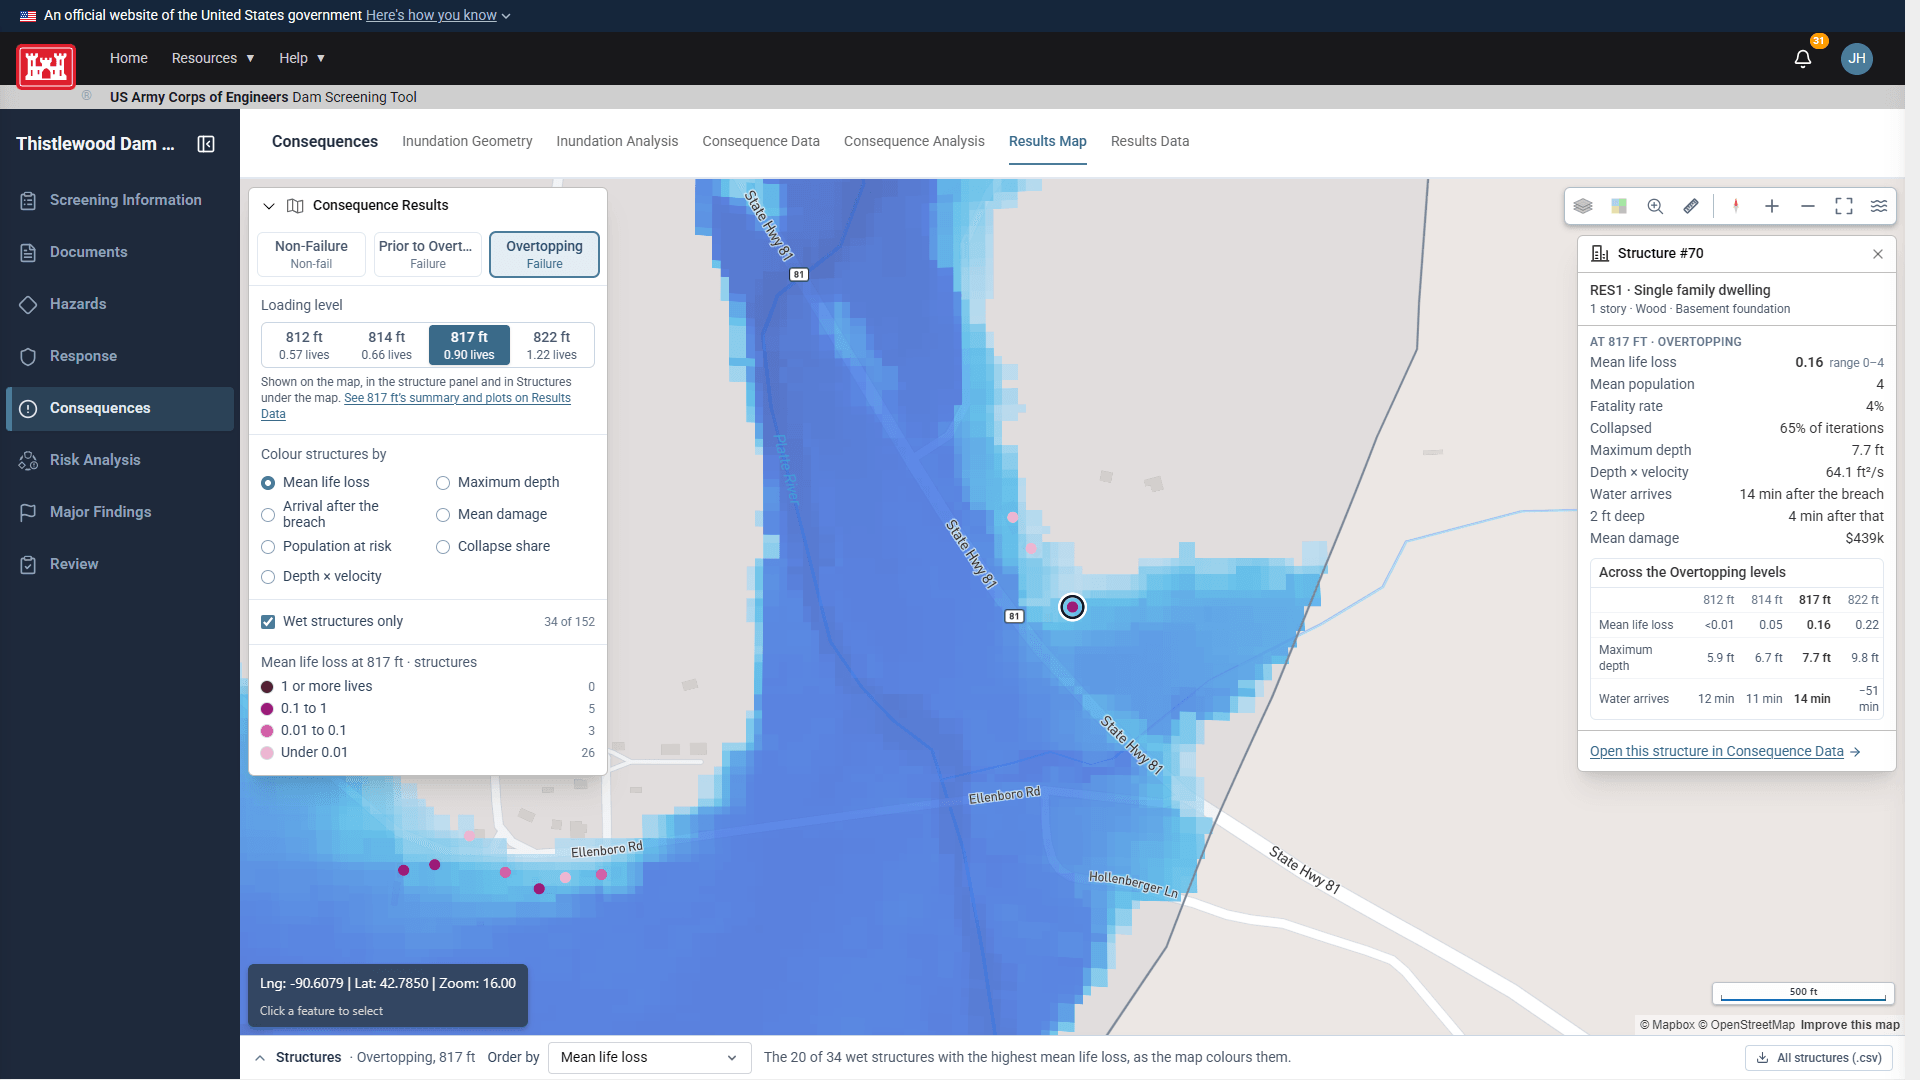 An official website of the United States government Here's how you know
Home Resources Help
31
JH
® US Army Corps of Engineers Dam Screening Tool
Thistlewood Dam ...
Screening Information
Documents
Hazards
Response
Consequences
Risk Analysis
Major Findings
Review
Consequences Inundation Geometry Inundation Analysis Consequence Data Consequence Analysis Results Map Results Data
Consequence Results
Non-Failure Prior to Overt... Overtopping
Non-fail Failure Failure
Loading level
812 ft 814 ft 817 ft 822 ft
0.57 lives 0.66 lives 0.90 lives 1.22 lives
Shown on the map, in the structure panel and in Structures
under the map. See 817 ft's summary and plots on Results
Data
Colour structures by
Mean life loss Maximum depth
Arrival after the
breach
Mean damage
Population at risk Collapse share
Depth × velocity
Wet structures only 34 of 152
Mean life loss at 817 ft · structures
1 or more lives 0
0.1 to 1 5
0.01 to 0.1 3
Under 0.01 26
State Hwy 81
81
Platte River
State Hwy 81
81
State Hwy 81
Ellenboro Rd
Ellenboro Rd
Hollenberger Ln
State Hwy 81
Lng: -90.6079 | Lat: 42.7850 | Zoom: 16.00
Click a feature to select
Structure #70
RES1 · Single family dwelling
1 story · Wood · Basement foundation
AT 817 FT · OVERTOPPING
Mean life loss 0.16 range 0–4
Mean population 4
Fatality rate 4%
Collapsed 65% of iterations
Maximum depth 7.7 ft
Depth × velocity 64.1 ft²/s
Water arrives 14 min after the breach
2 ft deep 4 min after that
Mean damage $439k
Across the Overtopping levels
812 ft 814 ft 817 ft 822 ft
Mean life loss <0.01 0.05 0.16 0.22
Maximum
depth 5.9 ft 6.7 ft 7.7 ft 9.8 ft
Water arrives 12 min 11 min 14 min −51
min
Open this structure in Consequence Data →
500 ft
© Mapbox © OpenStreetMap Improve this map
Structures · Overtopping, 817 ft Order by Mean life loss The 20 of 34 wet structures with the highest mean life loss, as the map colours them. All structures (.csv)